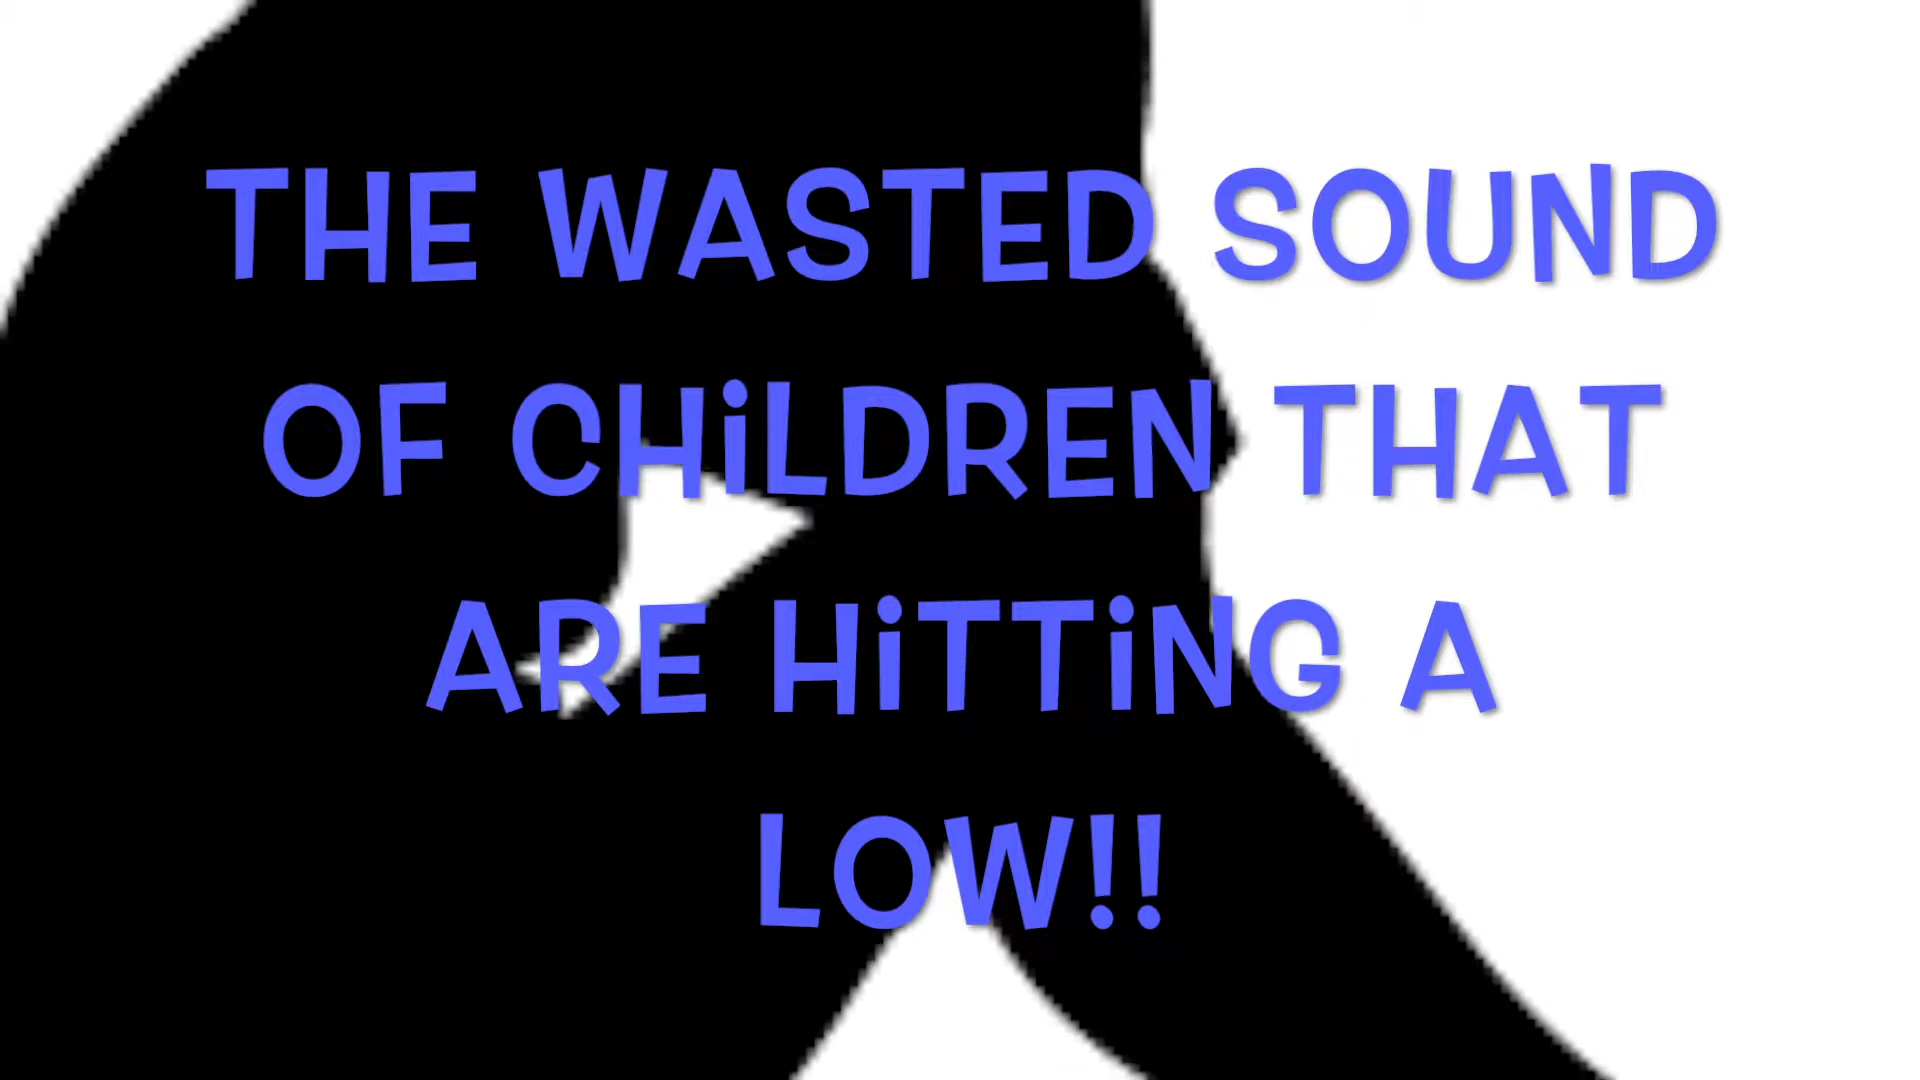 THE WASTED SOUND
OF CHiLDREN THAT
ARE HiTTiNG A
LOW!!